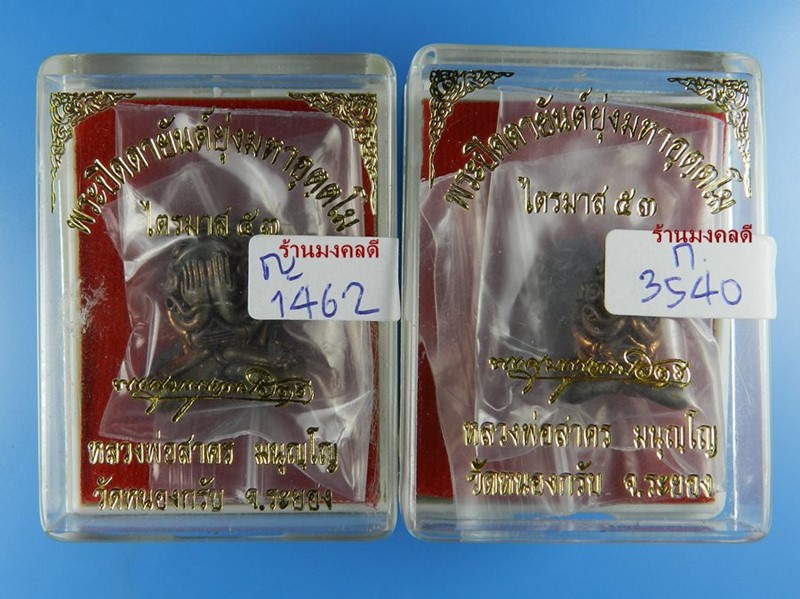 พระปิดตายันต์ยุ่งมหาอุตฺตโม
ไตรมาส ๕๓
ร้านมงคลดี
ญ
1462
หลวงพ่อสาคร มนุญฺโญ
วัดหนองกรับ จ.ระยอง
พระปิดตายันต์ยุ่งมหาอุตฺตโม
ไตรมาส ๕๓
ร้านมงคลดี
ก.
3540
หลวงพ่อสาคร มนุญฺโญ
วัดหนองกรับ จ.ระยอง